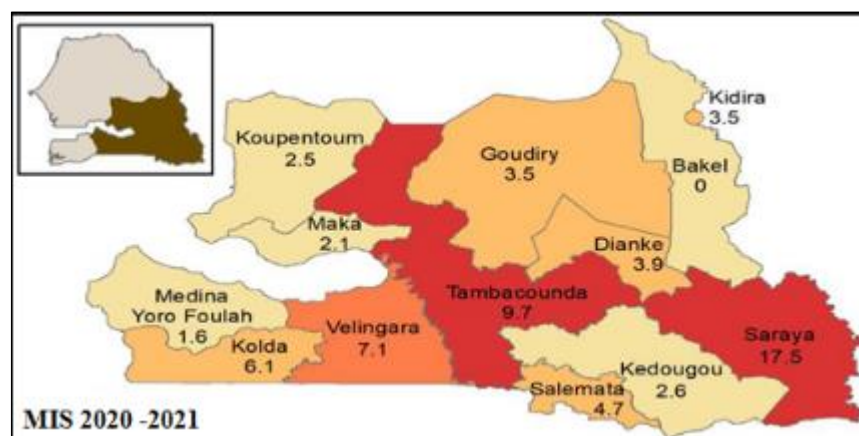 Kidira
3.5
Koupentoum
2.5
Goudiry
3.5
Bakel
0
Maka
2.1
Dianke
3.9
Medina
Yoro Foulah
1.6
Tambacounda
9.7
Velingara
7.1
Kolda
6.1
Saraya
17.5
Kedougou
2.6
Salemata
4.7
MIS 2020 -2021